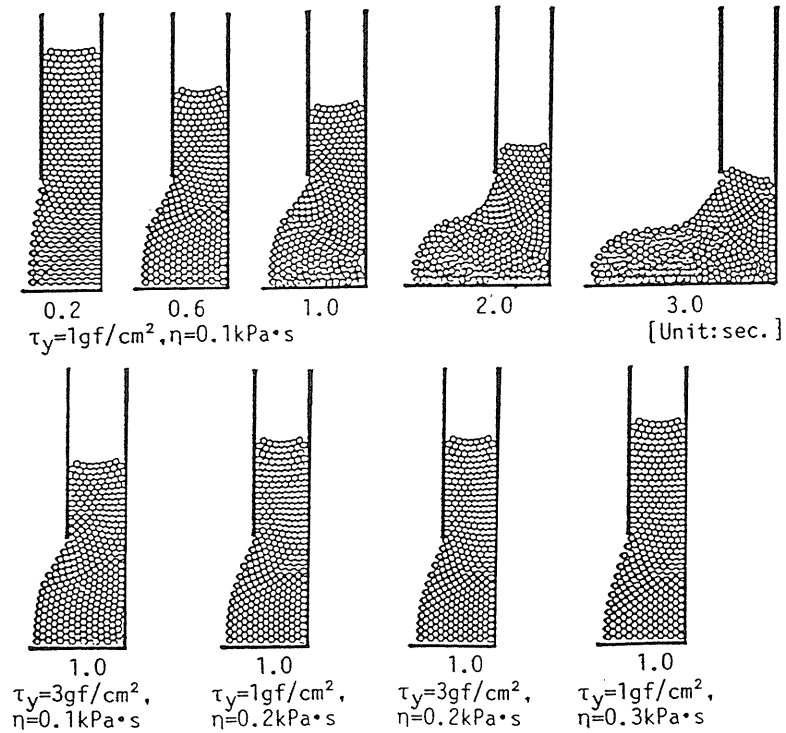 0.2 0.6 1.0 2.0 3.0
τy=1gf/cm²,η=0.1kPa•s [Unit:sec.]
1.0 1.0 1.0 1.0
τy=3gf/cm², τy=1gf/cm², τy=3gf/cm², τy=1gf/cm²,
η=0.1kPa•s η=0.2kPa•s η=0.2kPa•s η=0.3kPa•s